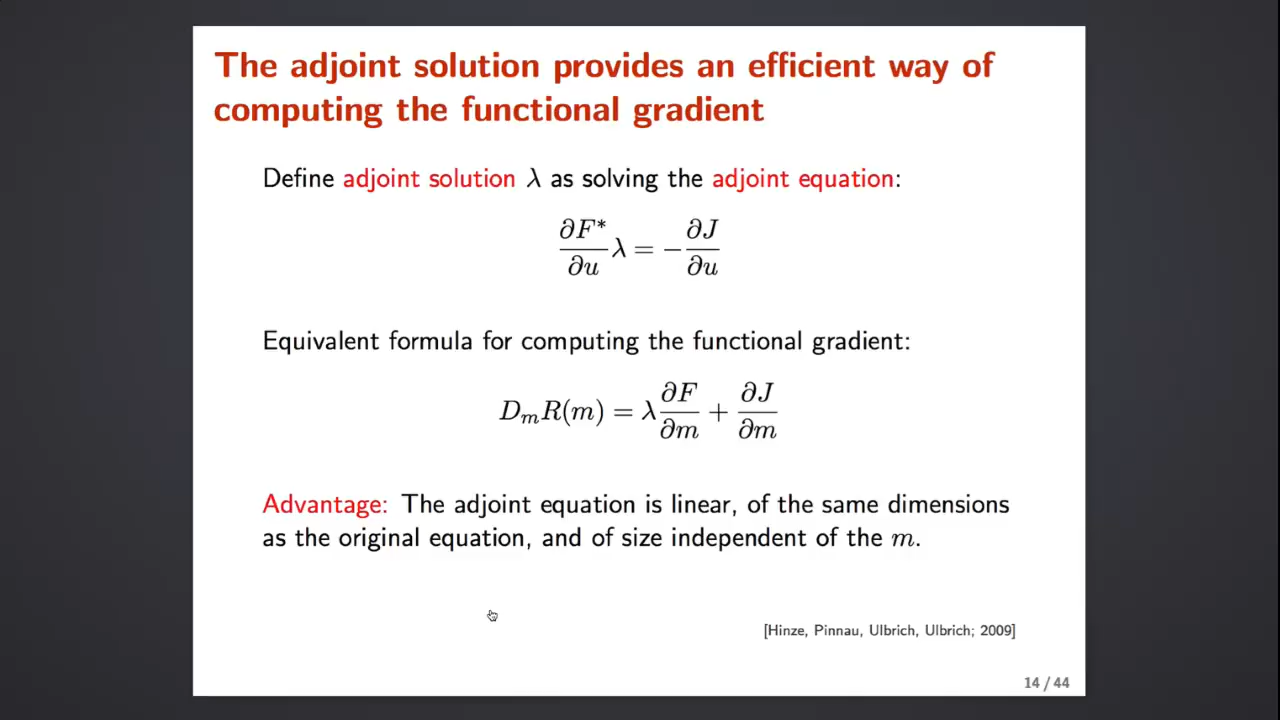 The adjoint solution provides an efficient way of
computing the functional gradient
Define adjoint solution λ as solving the adjoint equation:
∂F*/∂u λ = −∂J/∂u
Equivalent formula for computing the functional gradient:
DₘR(m) = λ ∂F/∂m + ∂J/∂m
Advantage: The adjoint equation is linear, of the same dimensions
as the original equation, and of size independent of the m.
[Hinze, Pinnau, Ulbrich, Ulbrich; 2009]
14 / 44